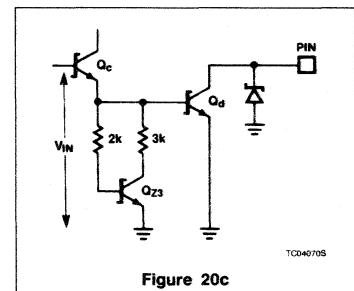 PIN
Qc
Qd
VIN
2k
3k
QZ3
TC04070S
Figure 20c